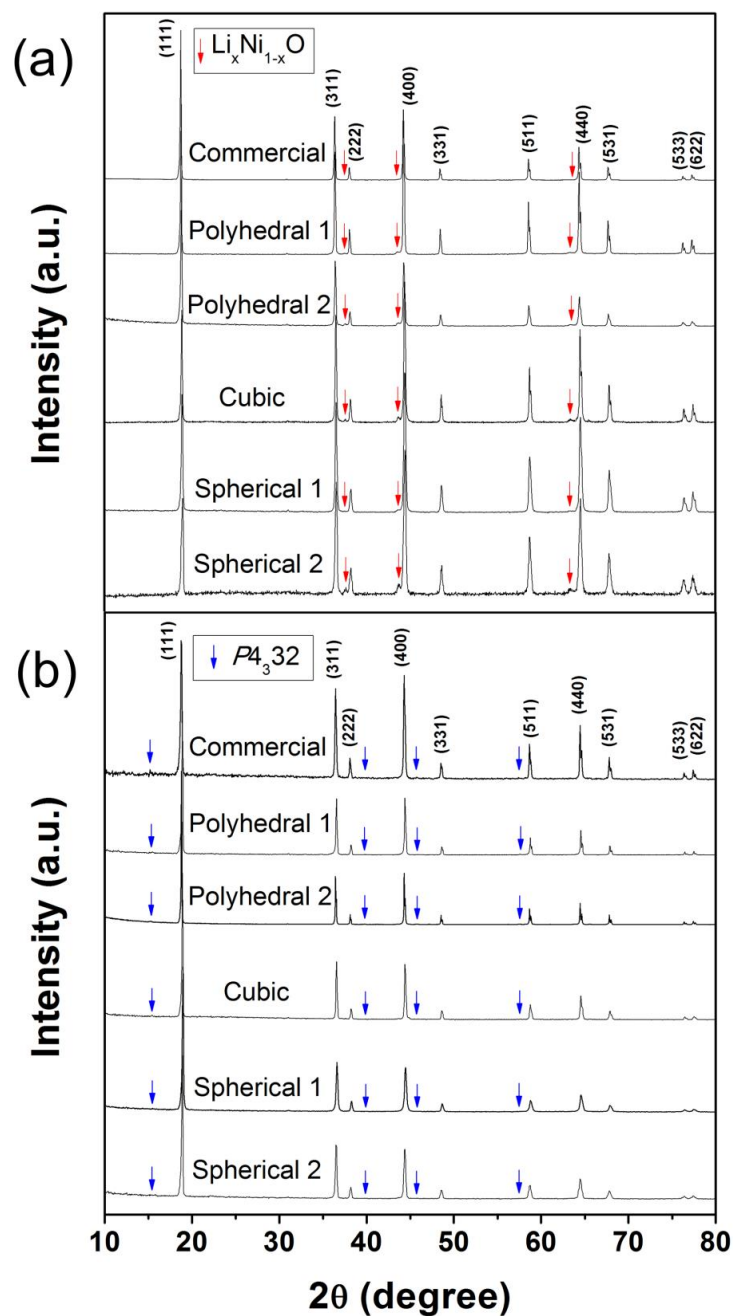 (a)
Intensity (a.u.)
LiₓNi₁₋ₓO
(111)
(311)
(222)
(400)
(331)
(511)
(440)
(531)
(533)
(622)
Commercial
Polyhedral 1
Polyhedral 2
Cubic
Spherical 1
Spherical 2
(b)
Intensity (a.u.)
P4₃32
(111)
(311)
(222)
(400)
(331)
(511)
(440)
(531)
(533)
(622)
Commercial
Polyhedral 1
Polyhedral 2
Cubic
Spherical 1
Spherical 2
10 20 30 40 50 60 70 80
2θ (degree)